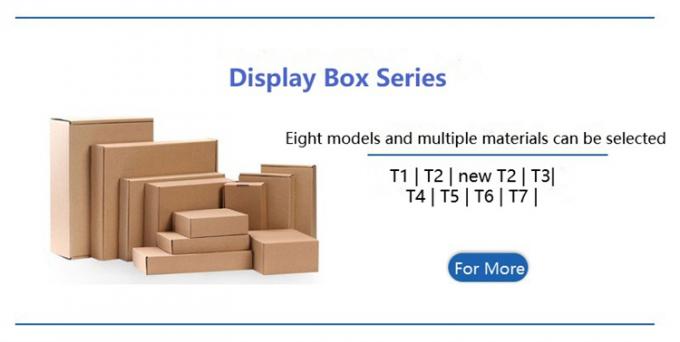 Display Box Series
Eight models and multiple materials can be selected
T1 | T2 | new T2 | T3|
T4 | T5 | T6 | T7 |
For More